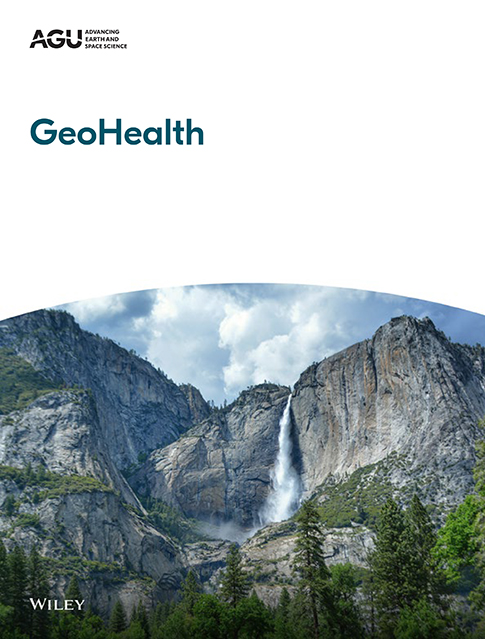 AGU
ADVANCING
EARTH AND
SPACE SCIENCE
GeoHealth
WILEY